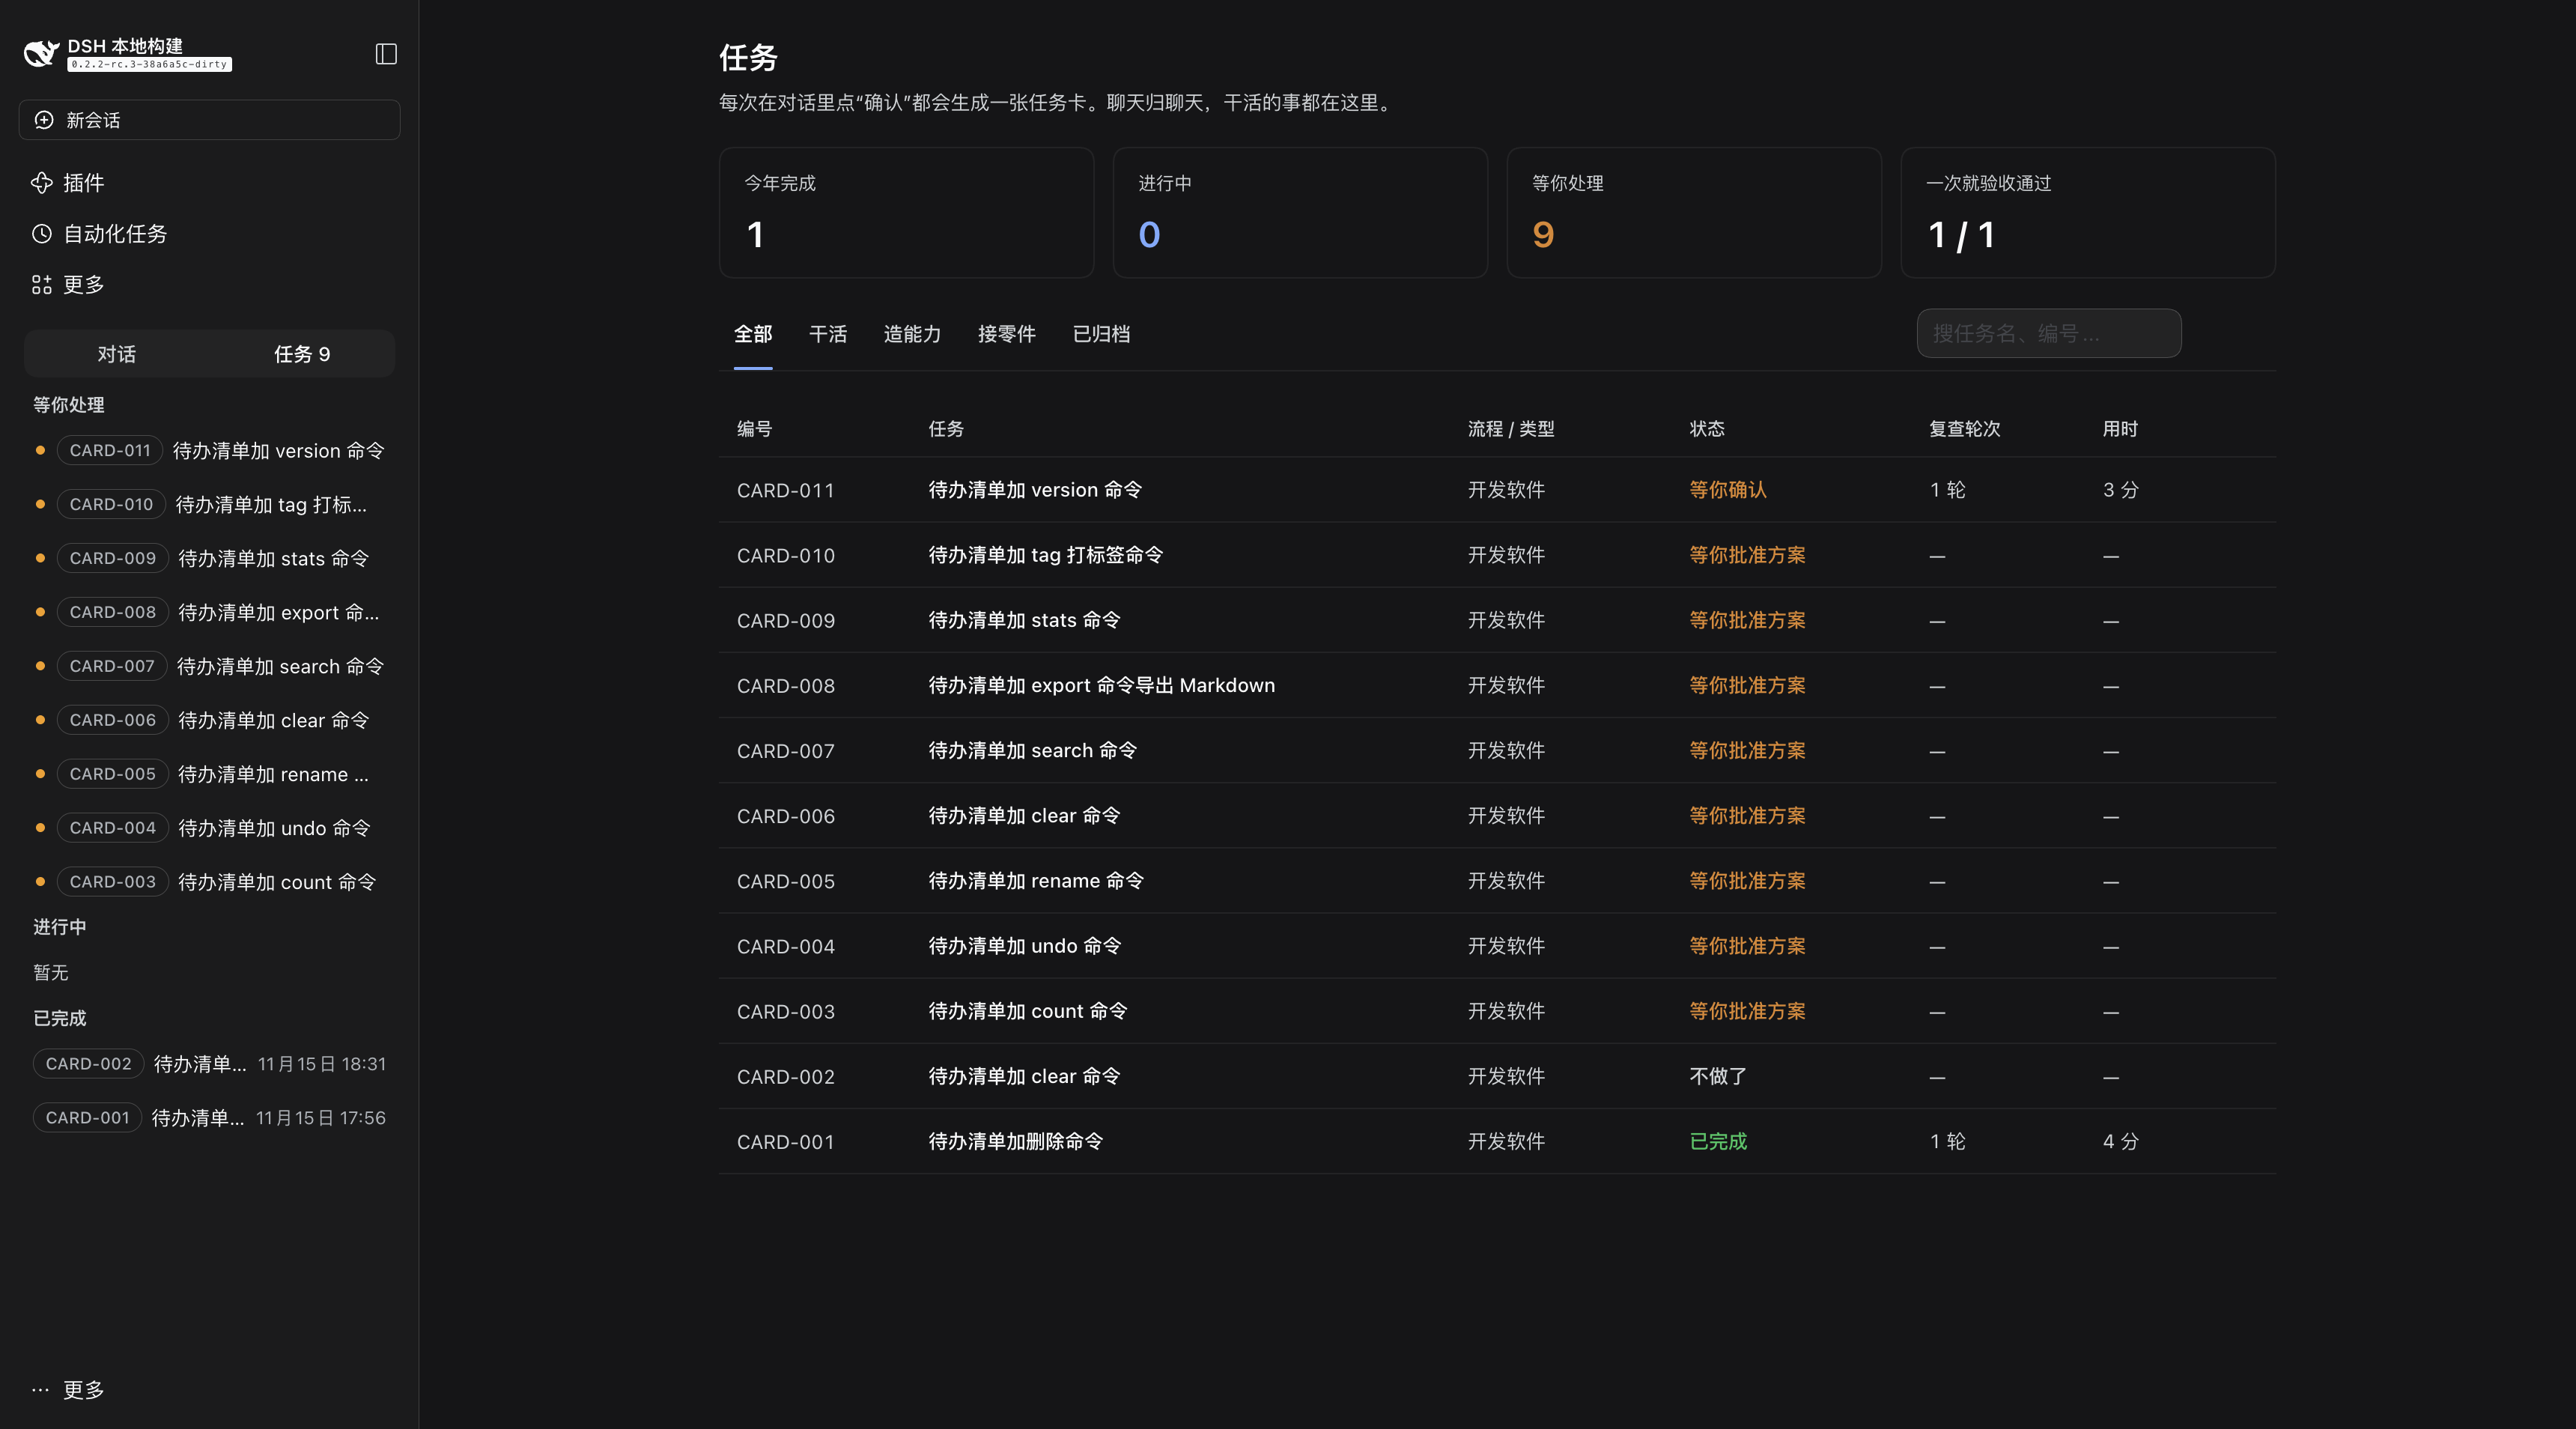 DSH 本地构建
0.2.2-rc.3-38a6a5c-dirty
新会话
插件
自动化任务
更多
对话 任务 9
等你处理
CARD-011 待办清单加 version 命令
CARD-010 待办清单加 tag 打标...
CARD-009 待办清单加 stats 命令
CARD-008 待办清单加 export 命...
CARD-007 待办清单加 search 命令
CARD-006 待办清单加 clear 命令
CARD-005 待办清单加 rename ...
CARD-004 待办清单加 undo 命令
CARD-003 待办清单加 count 命令
进行中
暂无
已完成
CARD-002 待办清单... 11月15日 18:31
CARD-001 待办清单... 11月15日 17:56
... 更多
任务
每次在对话里点“确认”都会生成一张任务卡。聊天归聊天，干活的事都在这里。
今年完成
1
进行中
0
等你处理
9
一次就验收通过
1 / 1
全部 干活 造能力 接零件 已归档
搜任务名、编号...
编号 任务 流程 / 类型 状态 复查轮次 用时
CARD-011 待办清单加 version 命令 开发软件 等你确认 1 轮 3 分
CARD-010 待办清单加 tag 打标签命令 开发软件 等你批准方案 — —
CARD-009 待办清单加 stats 命令 开发软件 等你批准方案 — —
CARD-008 待办清单加 export 命令导出 Markdown 开发软件 等你批准方案 — —
CARD-007 待办清单加 search 命令 开发软件 等你批准方案 — —
CARD-006 待办清单加 clear 命令 开发软件 等你批准方案 — —
CARD-005 待办清单加 rename 命令 开发软件 等你批准方案 — —
CARD-004 待办清单加 undo 命令 开发软件 等你批准方案 — —
CARD-003 待办清单加 count 命令 开发软件 等你批准方案 — —
CARD-002 待办清单加 clear 命令 开发软件 不做了 — —
CARD-001 待办清单加删除命令 开发软件 已完成 1 轮 4 分